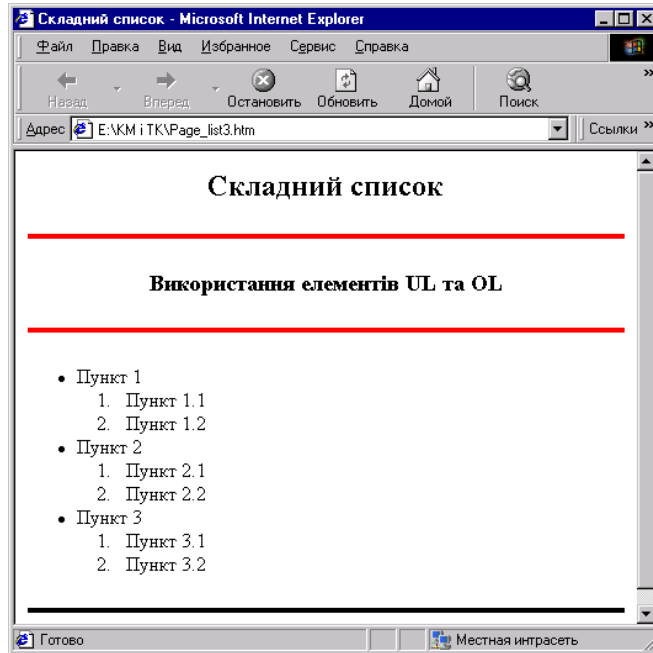 Складний список - Microsoft Internet Explorer
Файл Правка Вид Избранное Сервис Справка
Назад Вперед Остановить Обновить Домой Поиск »
Адрес E:\KM i TK\Page_list3.htm Ссылки »
Складний список
Використання елементів UL та OL
• Пункт 1
1. Пункт 1.1
2. Пункт 1.2
• Пункт 2
1. Пункт 2.1
2. Пункт 2.2
• Пункт 3
1. Пункт 3.1
2. Пункт 3.2
Готово Местная интрасеть